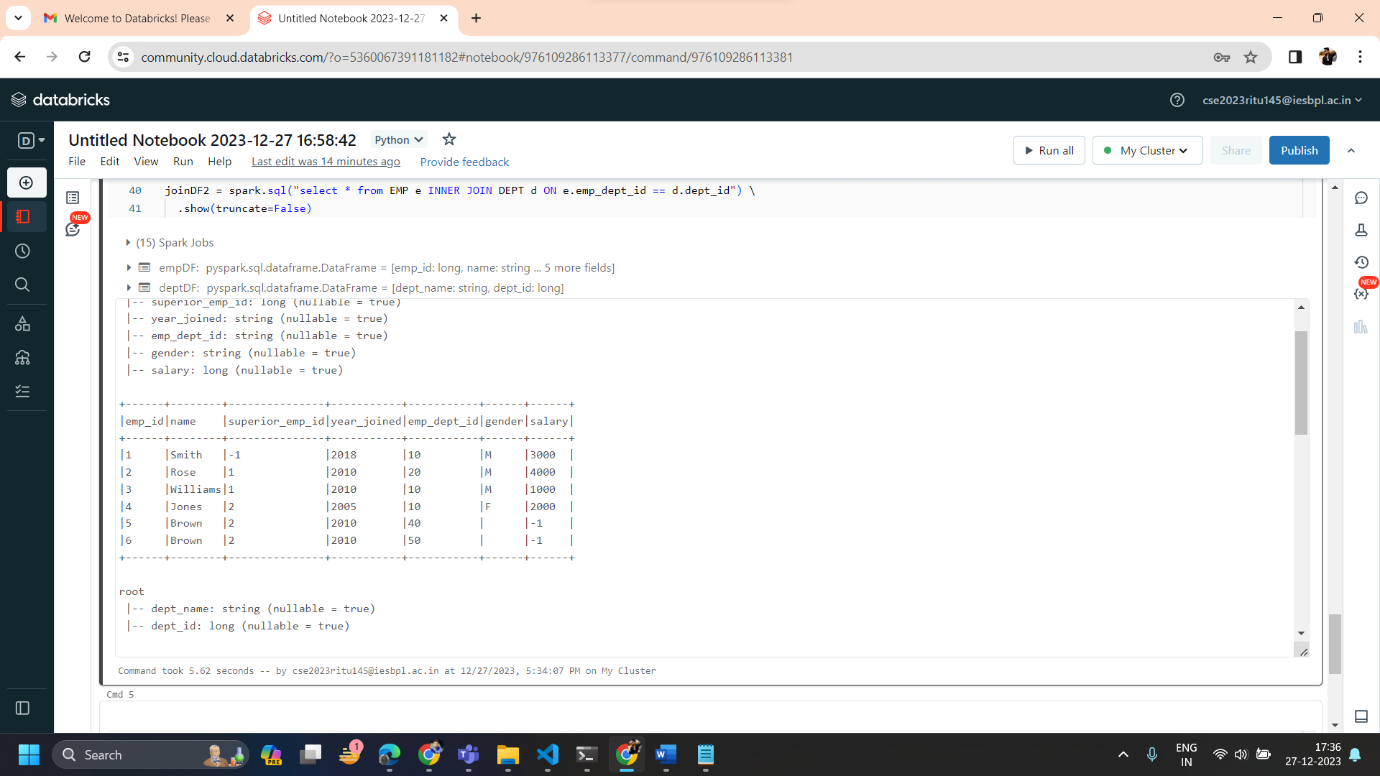 Welcome to Databricks! Please
Untitled Notebook 2023-12-27
community.cloud.databricks.com/?o=5360067391181182#notebook/976109286113377/command/976109286113381
databricks
cse2023ritu145@iesbpl.ac.in
D
Untitled Notebook 2023-12-27 16:58:42
Python
File Edit View Run Help Last edit was 14 minutes ago Provide feedback
Run all
My Cluster
Share
Publish
NEW
NEW
40 joinDF2 = spark.sql("select * from EMP e INNER JOIN DEPT d ON e.emp_dept_id == d.dept_id") \
41 .show(truncate=False)
(15) Spark Jobs
empDF: pyspark.sql.dataframe.DataFrame = [emp_id: long, name: string ... 5 more fields]
deptDF: pyspark.sql.dataframe.DataFrame = [dept_name: string, dept_id: long]
|-- superior_emp_id: long (nullable = true)
|-- year_joined: string (nullable = true)
|-- emp_dept_id: string (nullable = true)
|-- gender: string (nullable = true)
|-- salary: long (nullable = true)
+------+--------+---------------+-----------+-----------+------+------+
|emp_id|name    |superior_emp_id|year_joined|emp_dept_id|gender|salary|
+------+--------+---------------+-----------+-----------+------+------+
|1     |Smith   |-1             |2018       |10         |M     |3000  |
|2     |Rose    |1              |2010       |20         |M     |4000  |
|3     |Williams|1              |2010       |10         |M     |1000  |
|4     |Jones   |2              |2005       |10         |F     |2000  |
|5     |Brown   |2              |2010       |40         |      |-1    |
|6     |Brown   |2              |2010       |50         |      |-1    |
+------+--------+---------------+-----------+-----------+------+------+
root
|-- dept_name: string (nullable = true)
|-- dept_id: long (nullable = true)
Command took 5.62 seconds -- by cse2023ritu145@iesbpl.ac.in at 12/27/2023, 5:34:07 PM on My Cluster
Cmd 5
Search
PRE
1
ENG
IN
17:36
27-12-2023